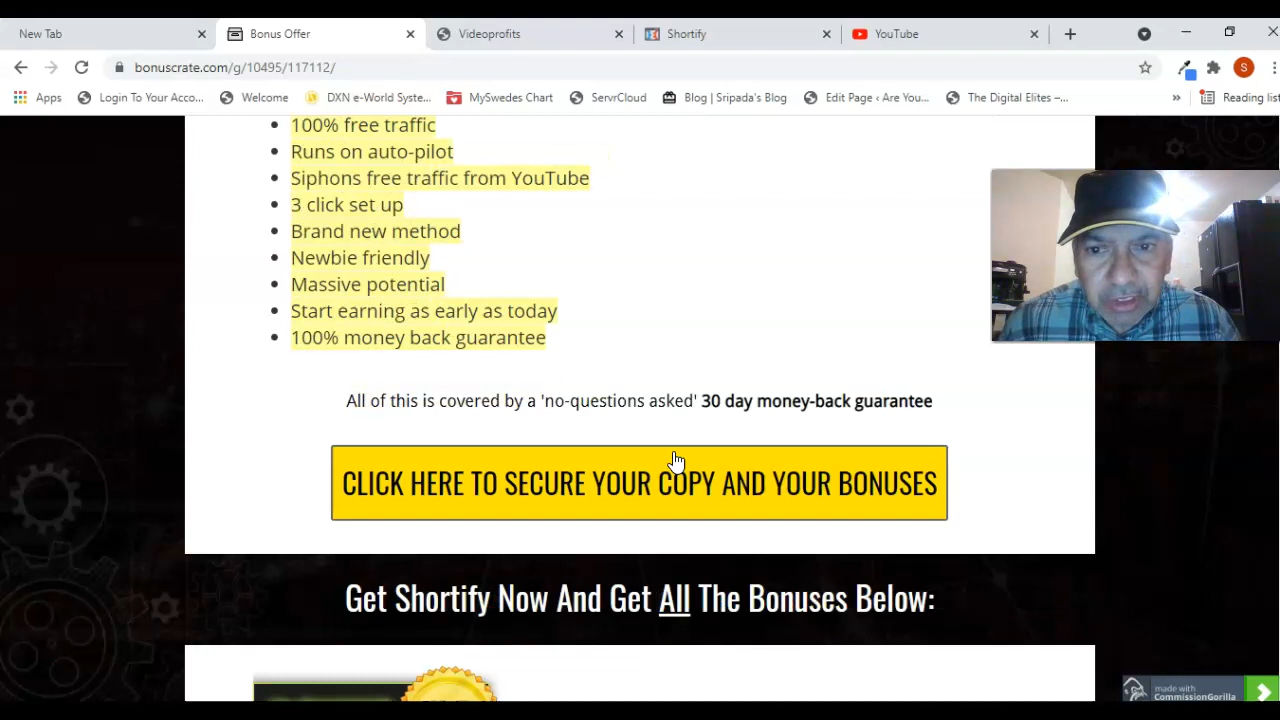 New Tab
Bonus Offer
Videoprofits
Shortify
YouTube
bonuscrate.com/g/10495/117112/
S
Apps
Login To Your Acco...
Welcome
DXN e-World Syste...
MySwedes Chart
ServrCloud
Blog | Sripada's Blog
Edit Page ‹ Are You...
The Digital Elites –...
»
Reading list
• 100% free traffic
• Runs on auto-pilot
• Siphons free traffic from YouTube
• 3 click set up
• Brand new method
• Newbie friendly
• Massive potential
• Start earning as early as today
• 100% money back guarantee
All of this is covered by a 'no-questions asked' 30 day money-back guarantee
CLICK HERE TO SECURE YOUR COPY AND YOUR BONUSES
Get Shortify Now And Get All The Bonuses Below:
made with
CommissionGorilla